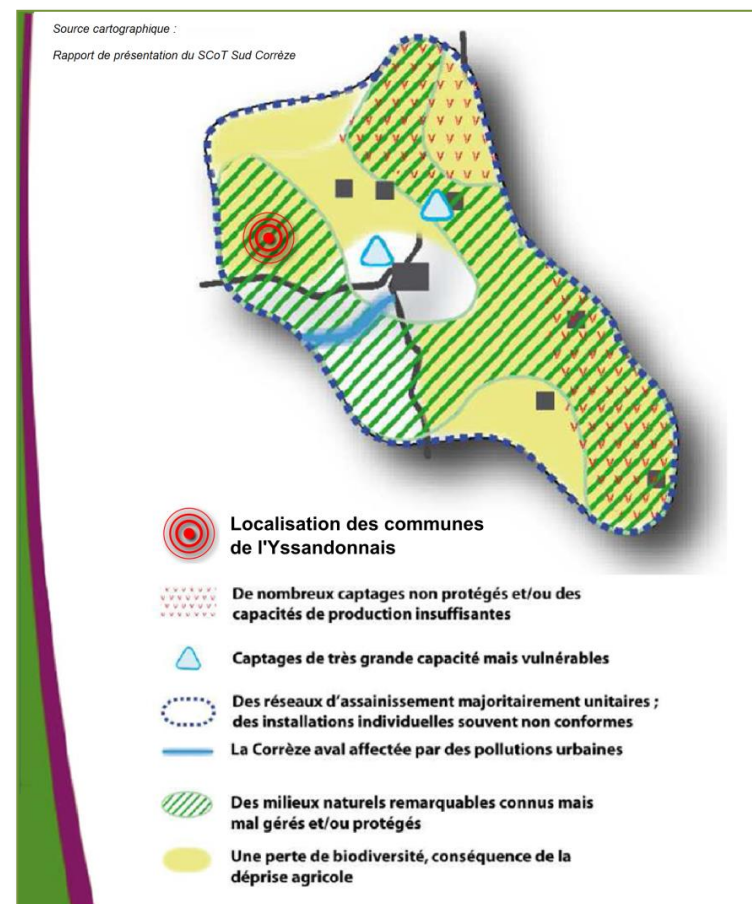 Source cartographique :
Rapport de présentation du SCoT Sud Corrèze
Localisation des communes
de l'Yssandonnais
De nombreux captages non protégés et/ou des
capacités de production insuffisantes
Captages de très grande capacité mais vulnérables
Des réseaux d'assainissement majoritairement unitaires ;
des installations individuelles souvent non conformes
La Corrèze aval affectée par des pollutions urbaines
Des milieux naturels remarquables connus mais
mal gérés et/ou protégés
Une perte de biodiversité, conséquence de la
déprise agricole